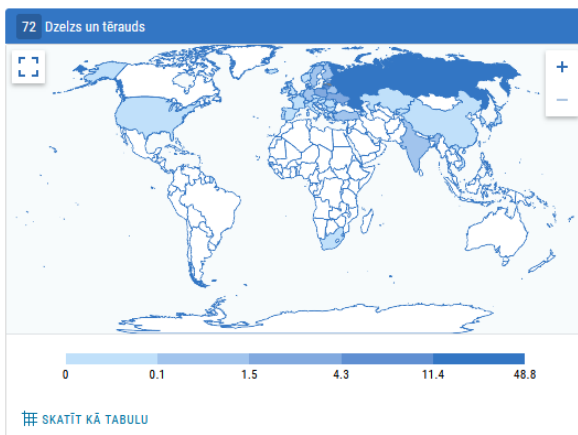 72 Dzelzs un tērauds
+
−
0 0.1 1.5 4.3 11.4 48.8
SKATĪT KĀ TABULU